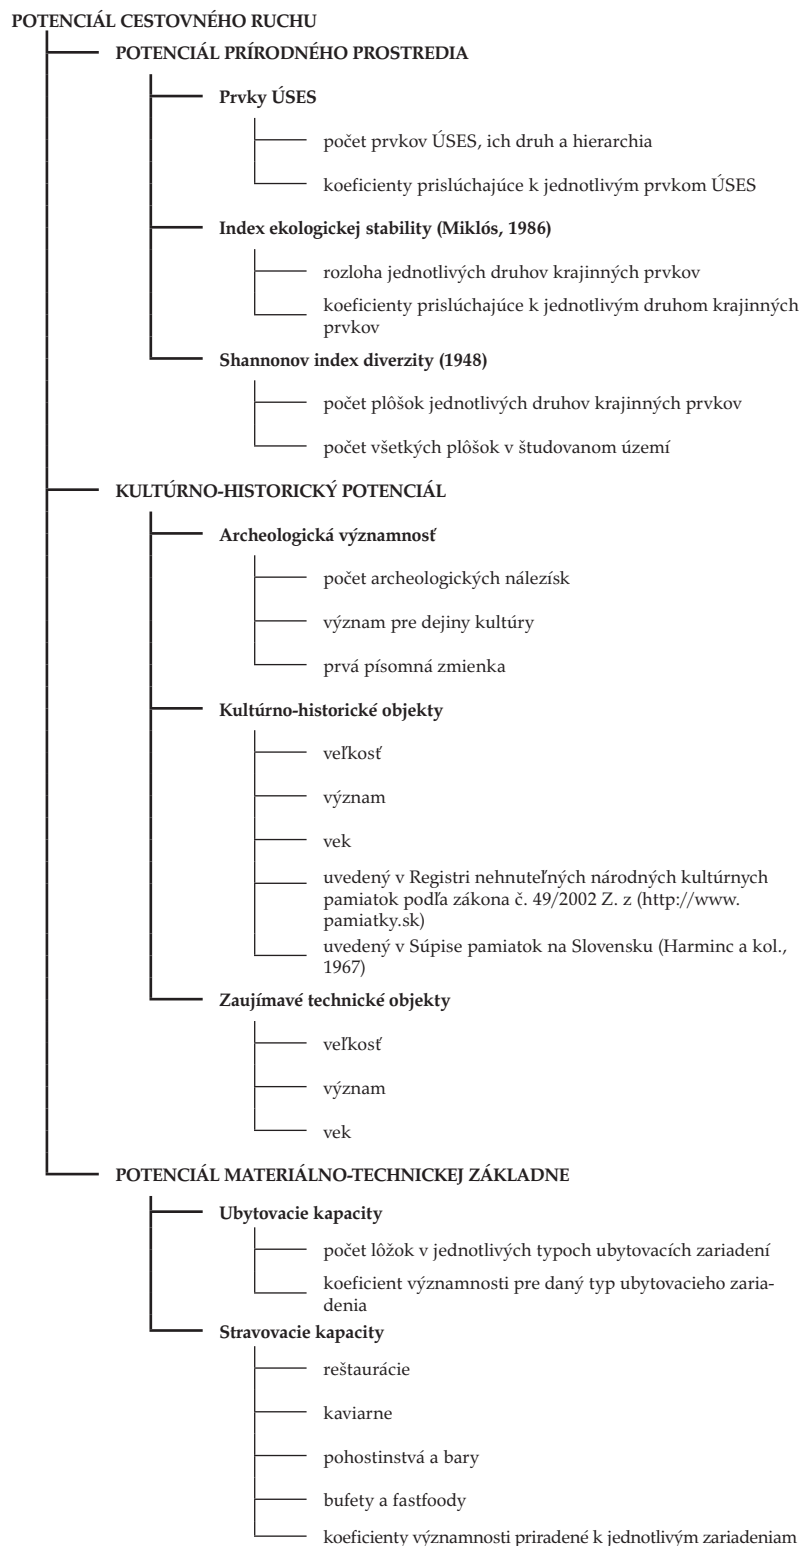 POTENCIÁL CESTOVNÉHO RUCHU
POTENCIÁL PRÍRODNÉHO PROSTREDIA
Prvky ÚSES
počet prvkov ÚSES, ich druh a hierarchia
koeficienty prislúchajúce k jednotlivým prvkom ÚSES
Index ekologickej stability (Miklós, 1986)
rozloha jednotlivých druhov krajinných prvkov
koeficienty prislúchajúce k jednotlivým druhom krajinných
prvkov
Shannonov index diverzity (1948)
počet plôšok jednotlivých druhov krajinných prvkov
počet všetkých plôšok v študovanom území
KULTÚRNO-HISTORICKÝ POTENCIÁL
Archeologická významnosť
počet archeologických nálezísk
význam pre dejiny kultúry
prvá písomná zmienka
Kultúrno-historické objekty
veľkosť
význam
vek
uvedený v Registri nehnuteľných národných kultúrnych
pamiatok podľa zákona č. 49/2002 Z. z (http://www.
pamiatky.sk)
uvedený v Súpise pamiatok na Slovensku (Harminc a kol.,
1967)
Zaujímavé technické objekty
veľkosť
význam
vek
POTENCIÁL MATERIÁLNO-TECHNICKEJ ZÁKLADNE
Ubytovacie kapacity
počet lôžok v jednotlivých typoch ubytovacích zariadení
koeficient významnosti pre daný typ ubytovacieho zaria-
denia
Stravovacie kapacity
reštaurácie
kaviarne
pohostinstvá a bary
bufety a fastfoody
koeficienty významnosti priradené k jednotlivým zariadeniam